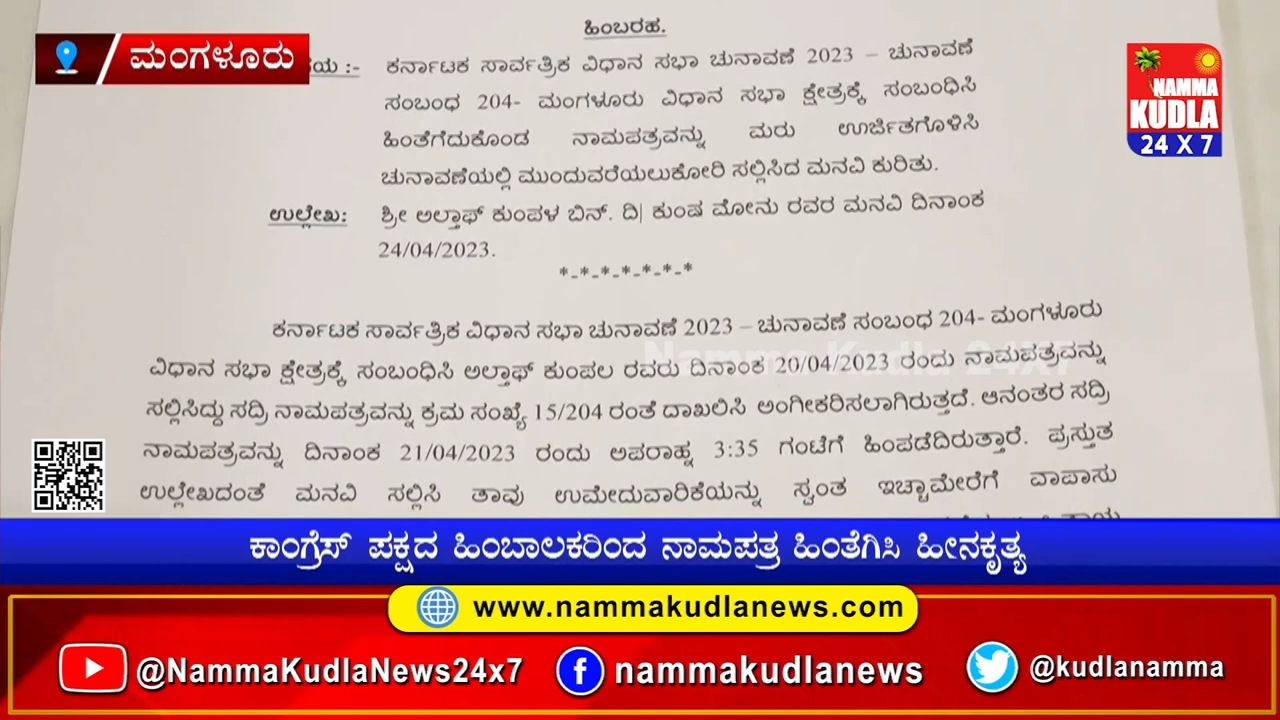 ಹಿಂಬರಹ.
ಮಂಗಳೂರು
ಯ :- ಕರ್ನಾಟಕ ಸಾರ್ವತ್ರಿಕ ವಿಧಾನ ಸಭಾ ಚುನಾವಣೆ 2023 – ಚುನಾವಣೆ
ಸಂಬಂಧ 204- ಮಂಗಳೂರು ವಿಧಾನ ಸಭಾ ಕ್ಷೇತ್ರಕ್ಕೆ ಸಂಬಂಧಿಸಿ
ಹಿಂತೆಗೆದುಕೊಂಡ ನಾಮಪತ್ರವನ್ನು ಮರು ಊರ್ಜಿತಗೊಳಿಸಿ
ಚುನಾವಣೆಯಲ್ಲಿ ಮುಂದುವರೆಯಲುಕೋರಿ ಸಲ್ಲಿಸಿದ ಮನವಿ ಕುರಿತು.
ಉಲ್ಲೇಖ: ಶ್ರೀ ಅಲ್ತಾಫ್ ಕುಂಪಳ ಬಿನ್. ದಿ| ಕುಂಞ ಮೋನು ರವರ ಮನವಿ ದಿನಾಂಕ
24/04/2023.
*-*-*-*-*-*-*
ಕರ್ನಾಟಕ ಸಾರ್ವತ್ರಿಕ ವಿಧಾನ ಸಭಾ ಚುನಾವಣೆ 2023 – ಚುನಾವಣೆ ಸಂಬಂಧ 204- ಮಂಗಳೂರು
ವಿಧಾನ ಸಭಾ ಕ್ಷೇತ್ರಕ್ಕೆ ಸಂಬಂಧಿಸಿ ಅಲ್ತಾಫ್ ಕುಂಪಲ ರವರು ದಿನಾಂಕ 20/04/2023 ರಂದು ನಾಮಪತ್ರವನ್ನು
ಸಲ್ಲಿಸಿದ್ದು ಸದ್ರಿ ನಾಮಪತ್ರವನ್ನು ಕ್ರಮ ಸಂಖ್ಯೆ 15/204 ರಂತೆ ದಾಖಲಿಸಿ ಅಂಗೀಕರಿಸಲಾಗಿರುತ್ತದೆ. ಆನಂತರ ಸದ್ರಿ
ನಾಮಪತ್ರವನ್ನು ದಿನಾಂಕ 21/04/2023 ರಂದು ಅಪರಾಹ್ನ 3:35 ಗಂಟೆಗೆ ಹಿಂಪಡೆದಿರುತ್ತಾರೆ. ಪ್ರಸ್ತುತ
ಉಲ್ಲೇಖದಂತೆ ಮನವಿ ಸಲ್ಲಿಸಿ ತಾವು ಉಮೇದುವಾರಿಕೆಯನ್ನು ಸ್ವಂತ ಇಚ್ಚಾಮೇರೆಗೆ ವಾಪಾಸು
NAMMA
KUDLA
24 X 7
Namma Kudla 24X7
ಕಾಂಗ್ರೆಸ್ ಪಕ್ಷದ ಹಿಂಬಾಲಕರಿಂದ ನಾಮಪತ್ರ ಹಿಂತೆಗಿಸಿ ಹೀನಕೃತ್ಯ
www.nammakudlanews.com
@NammaKudlaNews24x7
nammakudlanews
@kudlanamma